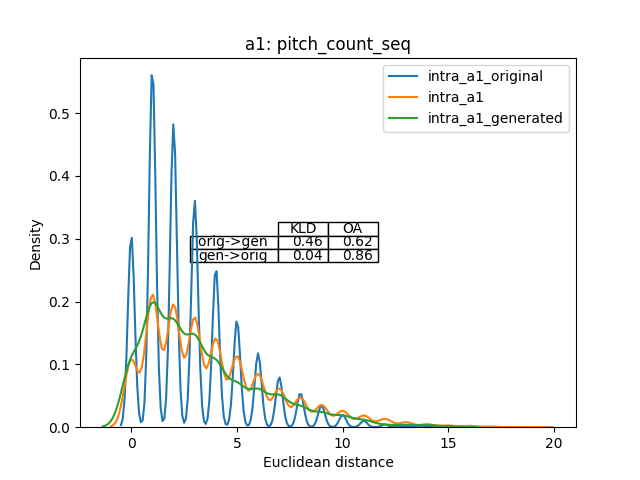 a1: pitch_count_seq
intra_a1_original
intra_a1
intra_a1_generated
KLD OA
orig->gen 0.46 0.62
gen->orig 0.04 0.86
Density
0.5
0.4
0.3
0.2
0.1
0.0
0 5 10 15 20
Euclidean distance